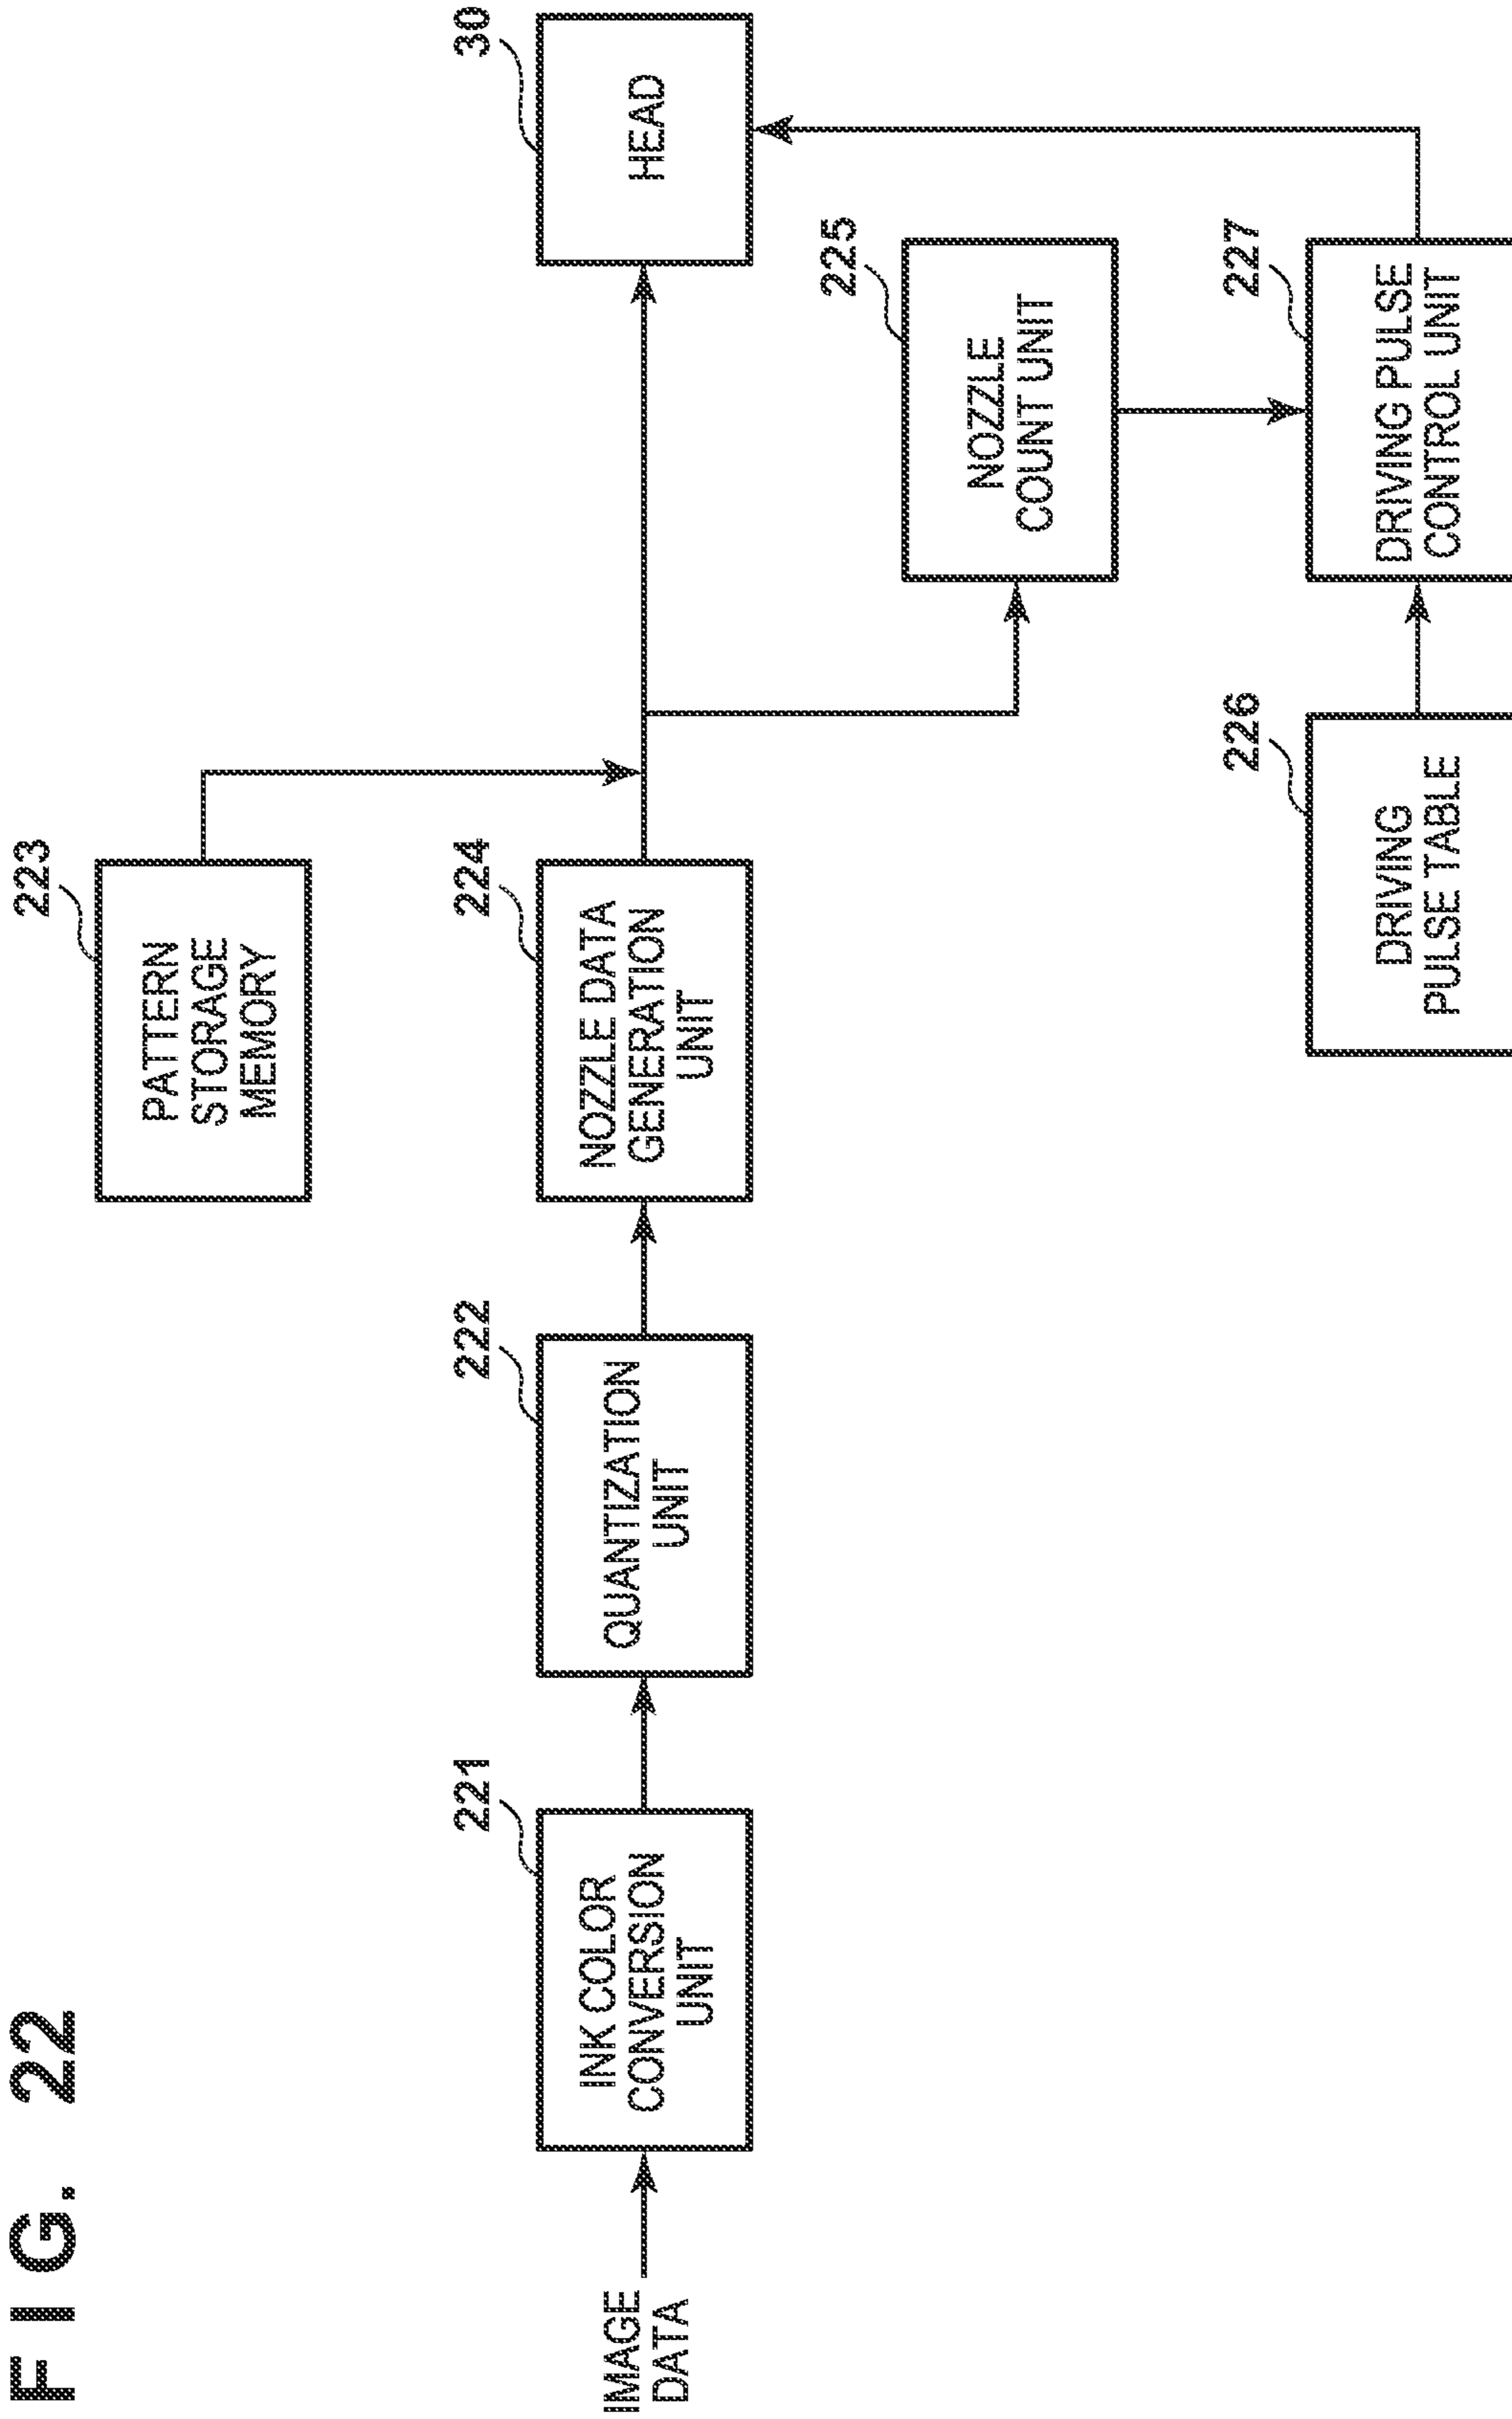 FIG. 22
223
PATTERN
STORAGE
MEMORY
IMAGE
DATA
221
INK COLOR
CONVERSION
UNIT
222
QUANTIZATION
UNIT
224
NOZZLE DATA
GENERATION
UNIT
30
HEAD
225
NOZZLE
COUNT UNIT
226
DRIVING
PULSE TABLE
227
DRIVING PULSE
CONTROL UNIT